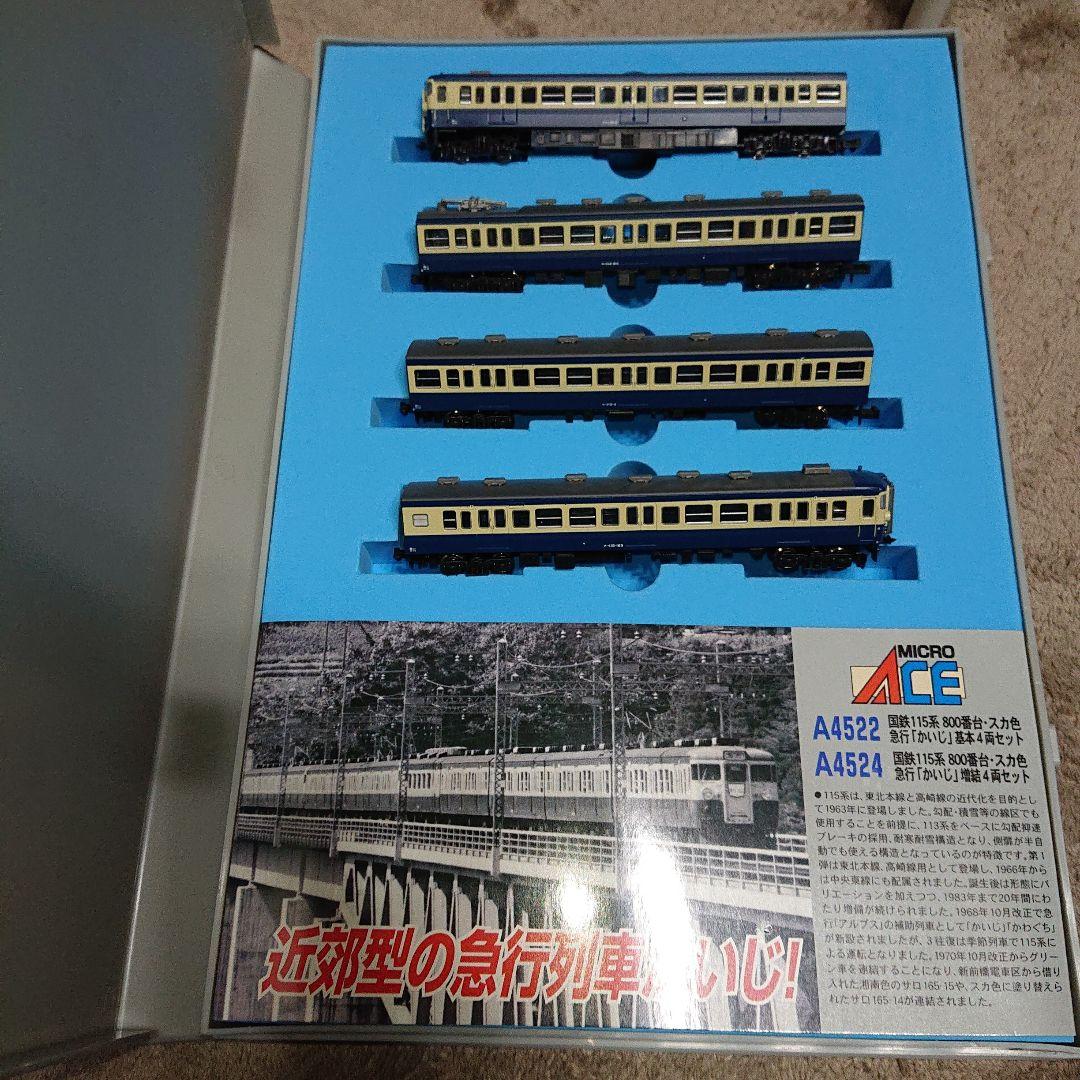 MICRO
ACE
A4522 国鉄115系 800番台・スカ色
急行「かいじ」基本4両セット
A4524 国鉄115系 800番台・スカ色
急行「かいじ」増結4両セット
●115系は、東北本線と高崎線の近代化を目的とし
て1963年に登場しました。勾配・積雪等の線区でも
使用することを前提に、113系をベースに勾配抑速
ブレーキの採用、耐寒耐雪構造となり、側扉が半自
動でも使える構造となっているのが特徴です。第1
弾は東北本線、高崎線用として登場し、1966年から
は中央東線にも配属されました。誕生後は形態にバ
リエーションを加えつつ、1983年まで20年間にわ
たり増備が続けられました。1968年10月改正で急
行「アルプス」の補助列車として「かいじ」「かわぐち」
が新設されましたが、3往復は季節列車で115系に
よる運転となりました。1970年10月改正からグリー
ン車を連結することになり、新前橋電車区から借り
入れた湘南色のサロ165-15や、スカ色に塗り替えら
れたサロ165-14が連結されました。
近郊型の急行列車 いじ!